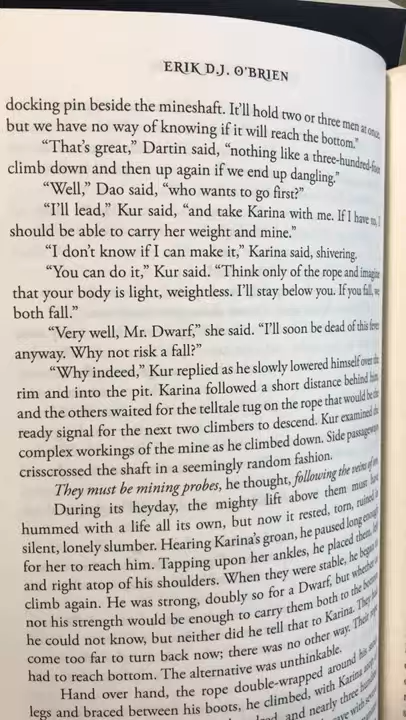 ERIK D.J. O'BRIEN
docking pin beside the mineshaft. It'll hold two or three men at once,
but we have no way of knowing if it will reach the bottom."
"That's great," Dartin said, "nothing like a three-hundred-foot
climb down and then up again if we end up dangling."
"Well," Dao said, "who wants to go first?"
"I'll lead," Kur said, "and take Karina with me. If I have to, I
should be able to carry her weight and mine."
"I don't know if I can make it," Karina said, shivering.
"You can do it," Kur said. "Think only of the rope and imagine
that your body is light, weightless. I'll stay below you. If you fall, we
both fall."
"Very well, Mr. Dwarf," she said. "I'll soon be dead of this fever
anyway. Why not risk a fall?"
"Why indeed," Kur replied as he slowly lowered himself over the
rim and into the pit. Karina followed a short distance behind him,
and the others waited for the telltale tug on the rope that would be the
ready signal for the next two climbers to descend. Kur examined the
complex workings of the mine as he climbed down. Side passageways
crisscrossed the shaft in a seemingly random fashion.
They must be mining probes, he thought, following the veins of
During its heyday, the mighty lift above them must have
hummed with a life all its own, but now it rested, torn, ruined in
silent, lonely slumber. Hearing Karina's groan, he paused long enough
for her to reach him. Tapping upon her ankles, he placed them, left
and right atop of his shoulders. When they were stable, he began to
climb again. He was strong, doubly so for a Dwarf, but whether or
not his strength would be enough to carry them both to the bottom
he could not know, but neither did he tell that to Karina. They had
come too far to turn back now; there was no other way. Their rope
had to reach bottom. The alternative was unthinkable.
Hand over hand, the rope double-wrapped around his
legs and braced between his boots, he climbed, with Karina atop
and nearly three hundred